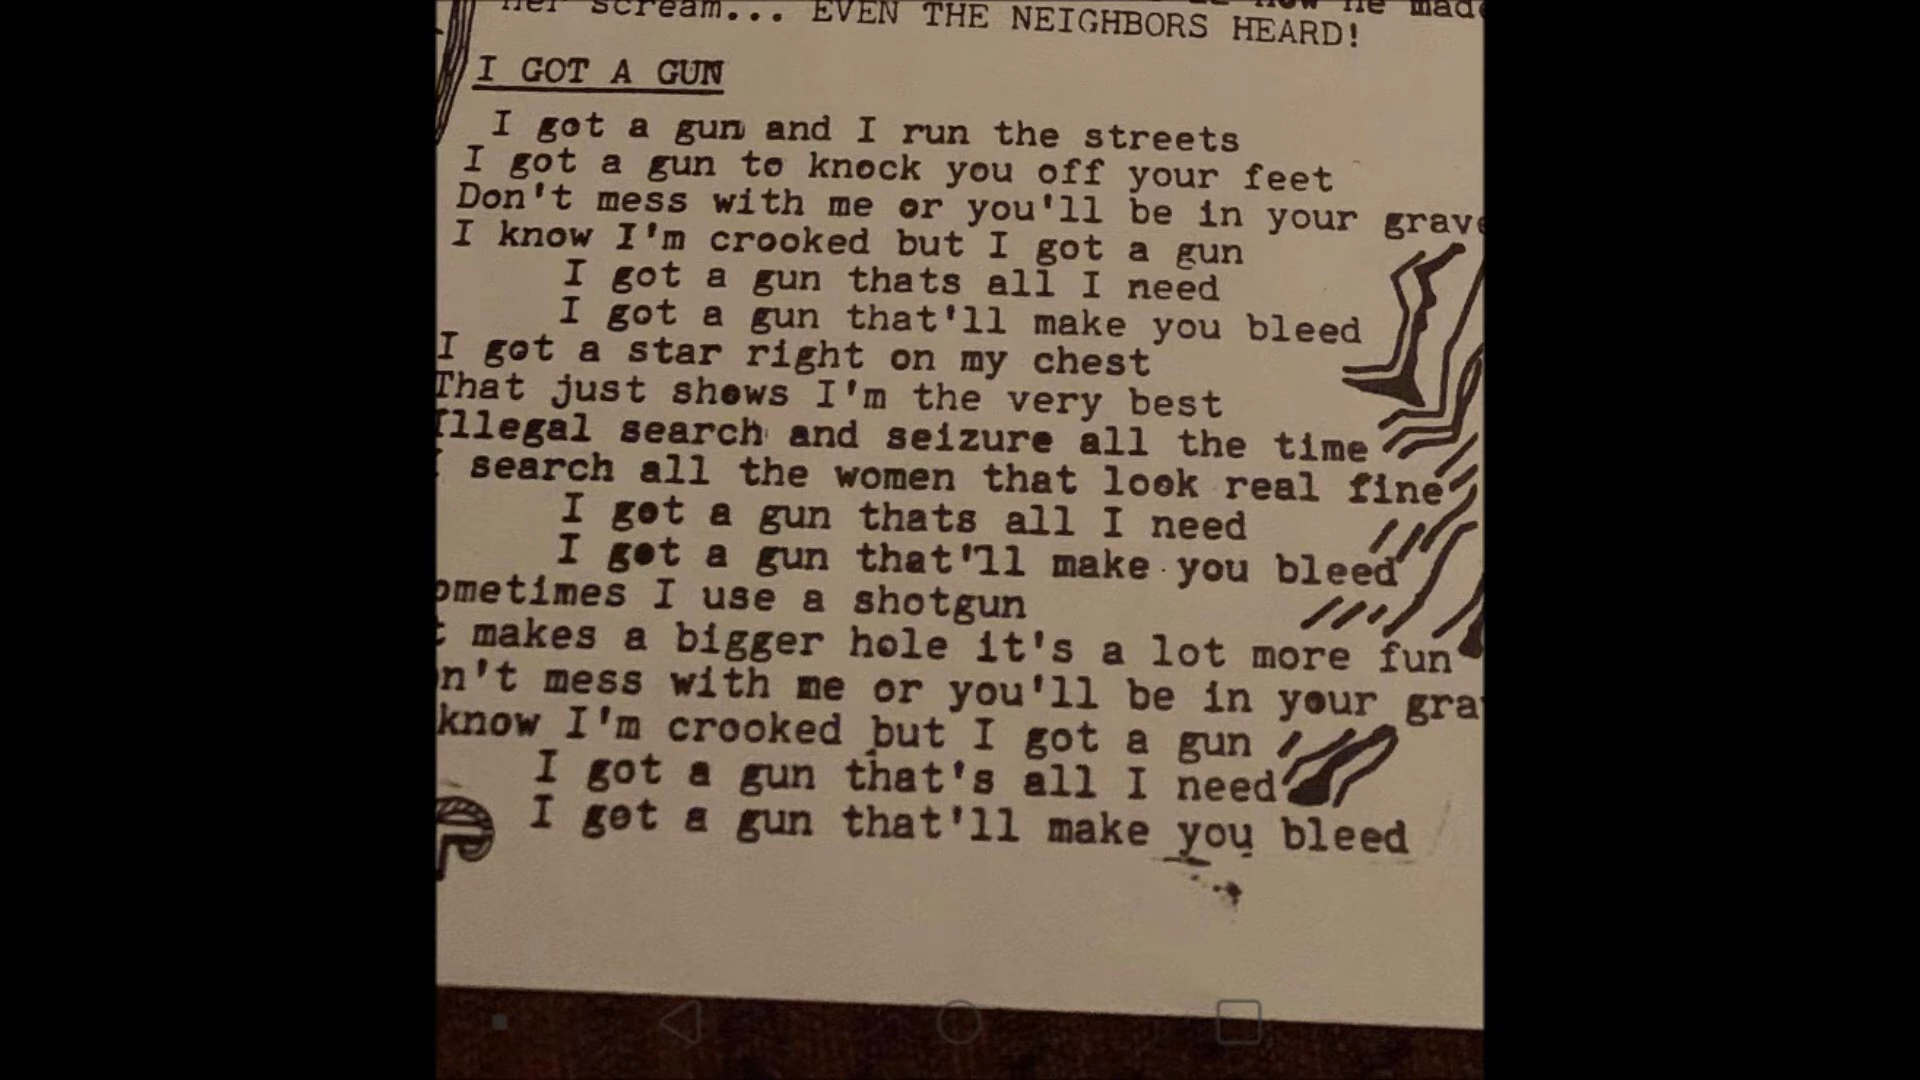 her scream... EVEN THE NEIGHBORS HEARD!
I GOT A GUN
I got a gun and I run the streets
I got a gun to knock you off your feet
Don't mess with me or you'll be in your grave
I know I'm crooked but I got a gun
I got a gun thats all I need
I got a gun that'll make you bleed
I got a star right on my chest
That just shows I'm the very best
Illegal search and seizure all the time
I search all the women that look real fine
I got a gun thats all I need
I got a gun that'll make you bleed
ometimes I use a shotgun
t makes a bigger hole it's a lot more fun
n't mess with me or you'll be in your gra
know I'm crooked but I got a gun
I got a gun that's all I need
I got a gun that'll make you bleed